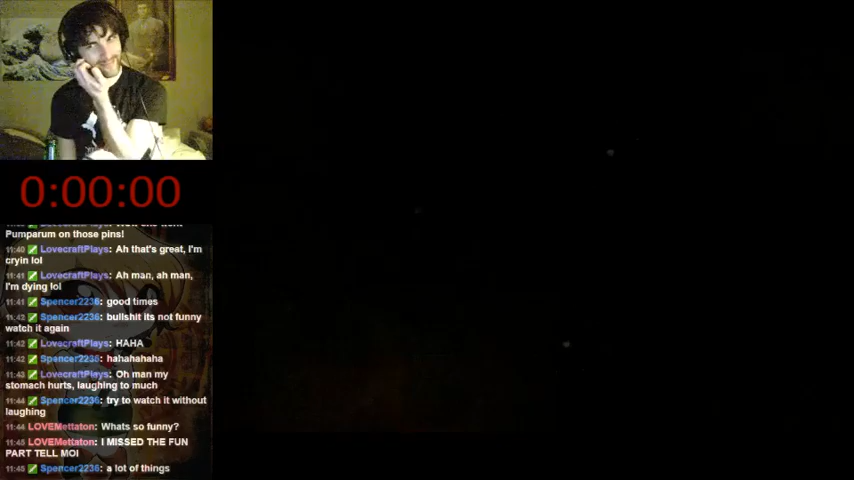 0:00:00
Pumparum on those pins!
11:40 LovecraftPlays: Ah that's great, I'm
cryin lol
11:41 LovecraftPlays: Ah man, ah man,
I'm dying lol
11:41 Spencer2236: good times
11:42 Spencer2236: bullshit its not funny
watch it again
11:42 LovecraftPlays: HAHA
11:42 Spencer2236: hahahahaha
11:43 LovecraftPlays: Oh man my
stomach hurts, laughing to much
11:44 Spencer2236: try to watch it without
laughing
11:44 LOVEMettaton: Whats so funny?
11:45 LOVEMettaton: I MISSED THE FUN
PART TELL MOI
11:45 Spencer2236: a lot of things